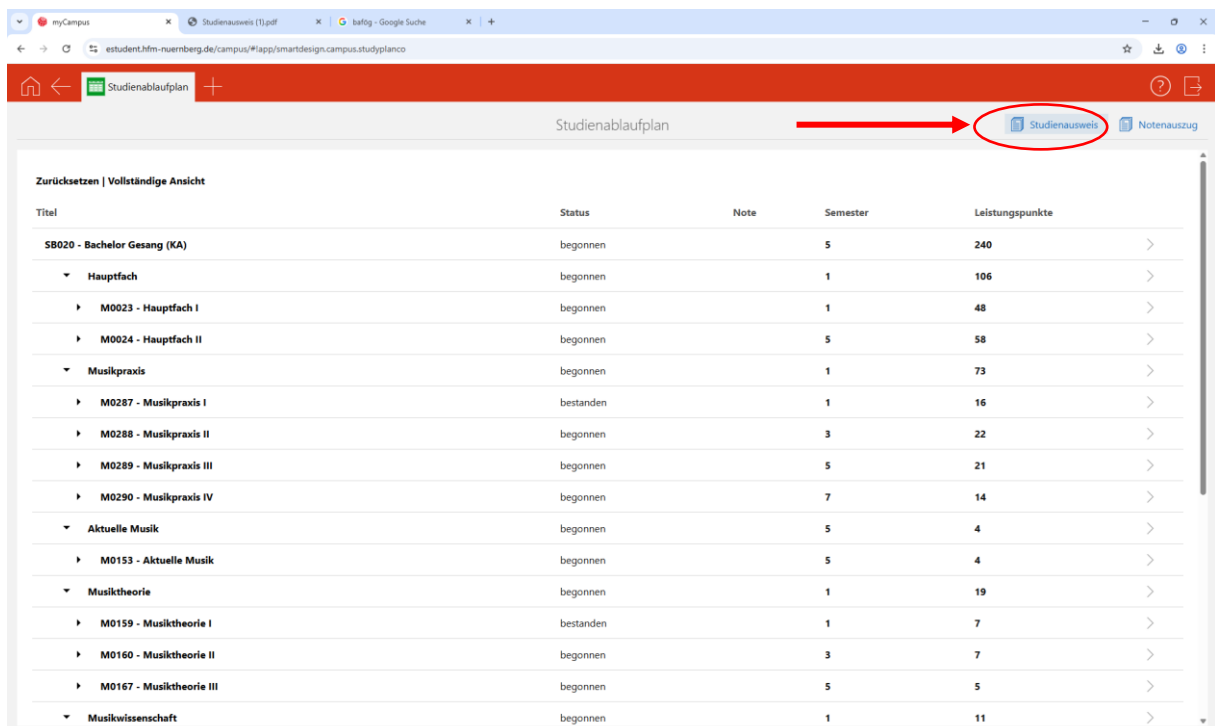 myCampus
Studienausweis (1).pdf
bafög - Google Suche
estudent.hfm-nuernberg.de/campus/#!app/smartdesign.campus.studyplanco
Studienablaufplan
Studienablaufplan Studienausweis Notenauszug
Zurücksetzen | Vollständige Ansicht
Titel Status Note Semester Leistungspunkte
SB020 - Bachelor Gesang (KA) begonnen 5 240
Hauptfach begonnen 1 106
M0023 - Hauptfach I begonnen 1 48
M0024 - Hauptfach II begonnen 5 58
Musikpraxis begonnen 1 73
M0287 - Musikpraxis I bestanden 1 16
M0288 - Musikpraxis II begonnen 3 22
M0289 - Musikpraxis III begonnen 5 21
M0290 - Musikpraxis IV begonnen 7 14
Aktuelle Musik begonnen 5 4
M0153 - Aktuelle Musik begonnen 5 4
Musiktheorie begonnen 1 19
M0159 - Musiktheorie I bestanden 1 7
M0160 - Musiktheorie II begonnen 3 7
M0167 - Musiktheorie III begonnen 5 5
Musikwissenschaft begonnen 1 11